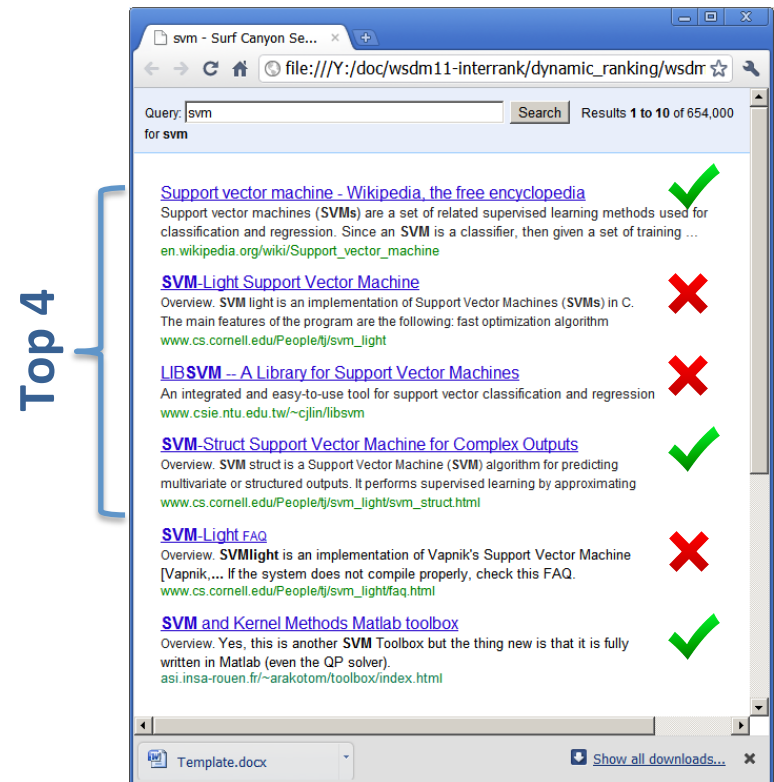 svm - Surf Canyon Se...
file:///Y:/doc/wsdm11-interrank/dynamic_ranking/wsdm
Query: svm Search Results 1 to 10 of 654,000
for svm
Top 4
Support vector machine - Wikipedia, the free encyclopedia
Support vector machines (SVMs) are a set of related supervised learning methods used for
classification and regression. Since an SVM is a classifier, then given a set of training ...
en.wikipedia.org/wiki/Support_vector_machine
SVM-Light Support Vector Machine
Overview. SVM light is an implementation of Support Vector Machines (SVMs) in C.
The main features of the program are the following: fast optimization algorithm
www.cs.cornell.edu/People/tj/svm_light
LIBSVM -- A Library for Support Vector Machines
An integrated and easy-to-use tool for support vector classification and regression
www.csie.ntu.edu.tw/~cjlin/libsvm
SVM-Struct Support Vector Machine for Complex Outputs
Overview. SVM struct is a Support Vector Machine (SVM) algorithm for predicting
multivariate or structured outputs. It performs supervised learning by approximating
www.cs.cornell.edu/People/tj/svm_light/svm_struct.html
SVM-Light FAQ
Overview. SVMlight is an implementation of Vapnik's Support Vector Machine
[Vapnik,... If the system does not compile properly, check this FAQ.
www.cs.cornell.edu/People/tj/svm_light/faq.html
SVM and Kernel Methods Matlab toolbox
Overview. Yes, this is another SVM Toolbox but the thing new is that it is fully
written in Matlab (even the QP solver).
asi.insa-rouen.fr/~arakotom/toolbox/index.html
Template.docx
Show all downloads...